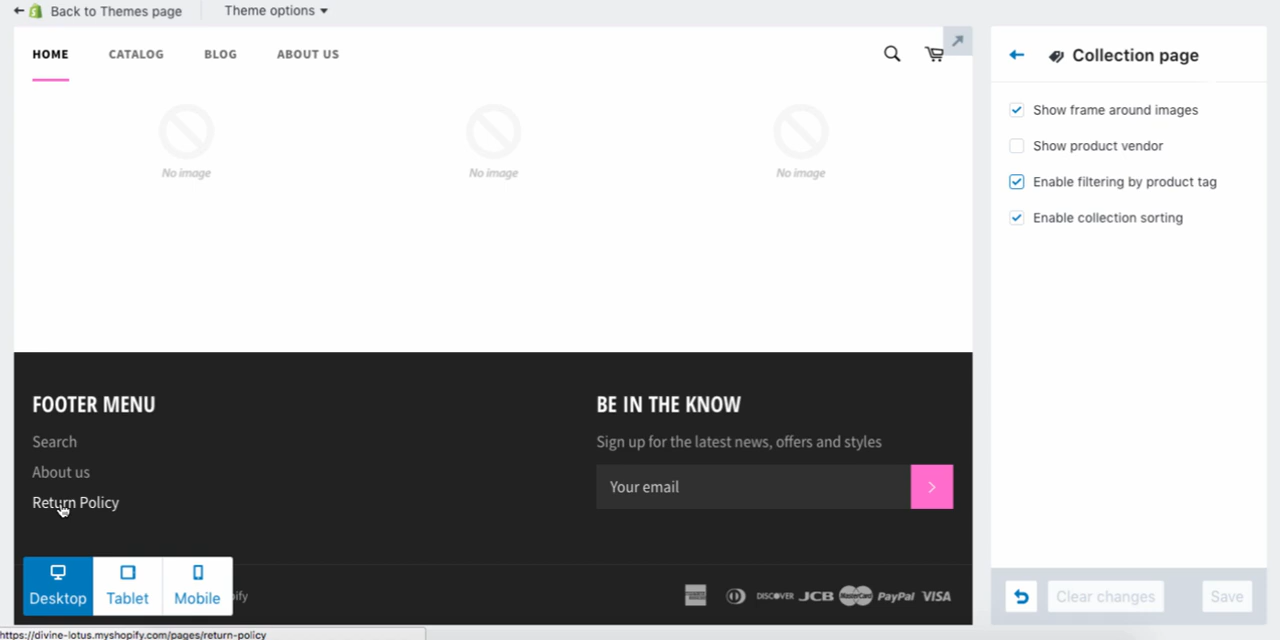 Back to Themes page
Theme options
HOME CATALOG BLOG ABOUT US
Collection page
Show frame around images
Show product vendor
Enable filtering by product tag
Enable collection sorting
No image No image No image
FOOTER MENU
Search
About us
Return Policy
BE IN THE KNOW
Sign up for the latest news, offers and styles
Your email
Desktop Tablet Mobile
ify
DISCOVER JCB MasterCard PayPal VISA
Clear changes Save
https://divine-lotus.myshopify.com/pages/return-policy